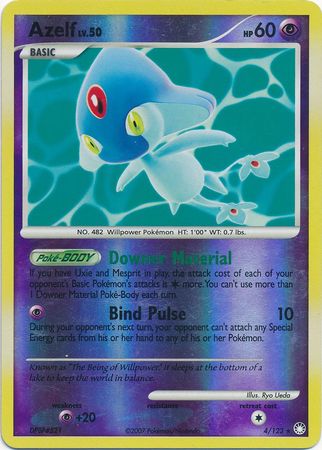 Azelf LV.50
HP 60
BASIC
NO. 482 Willpower Pokémon HT: 1'00" WT: 0.7 lbs.
Poké-BODY Downer Material
If you have Uxie and Mesprit in play, the attack cost of each of your
opponent's Basic Pokémon's attacks is more. You can't use more than
1 Downer Material Poké-Body each turn.
Bind Pulse 10
During your opponent's next turn, your opponent can't attach any Special
Energy cards from his or her hand to any of his or her Pokémon.
Known as "The Being of Willpower." It sleeps at the bottom of a
lake to keep the world in balance.
Illus. Ryo Ueda
weakness resistance retreat cost
+20
©2007 Pokémon/Nintendo 4/123